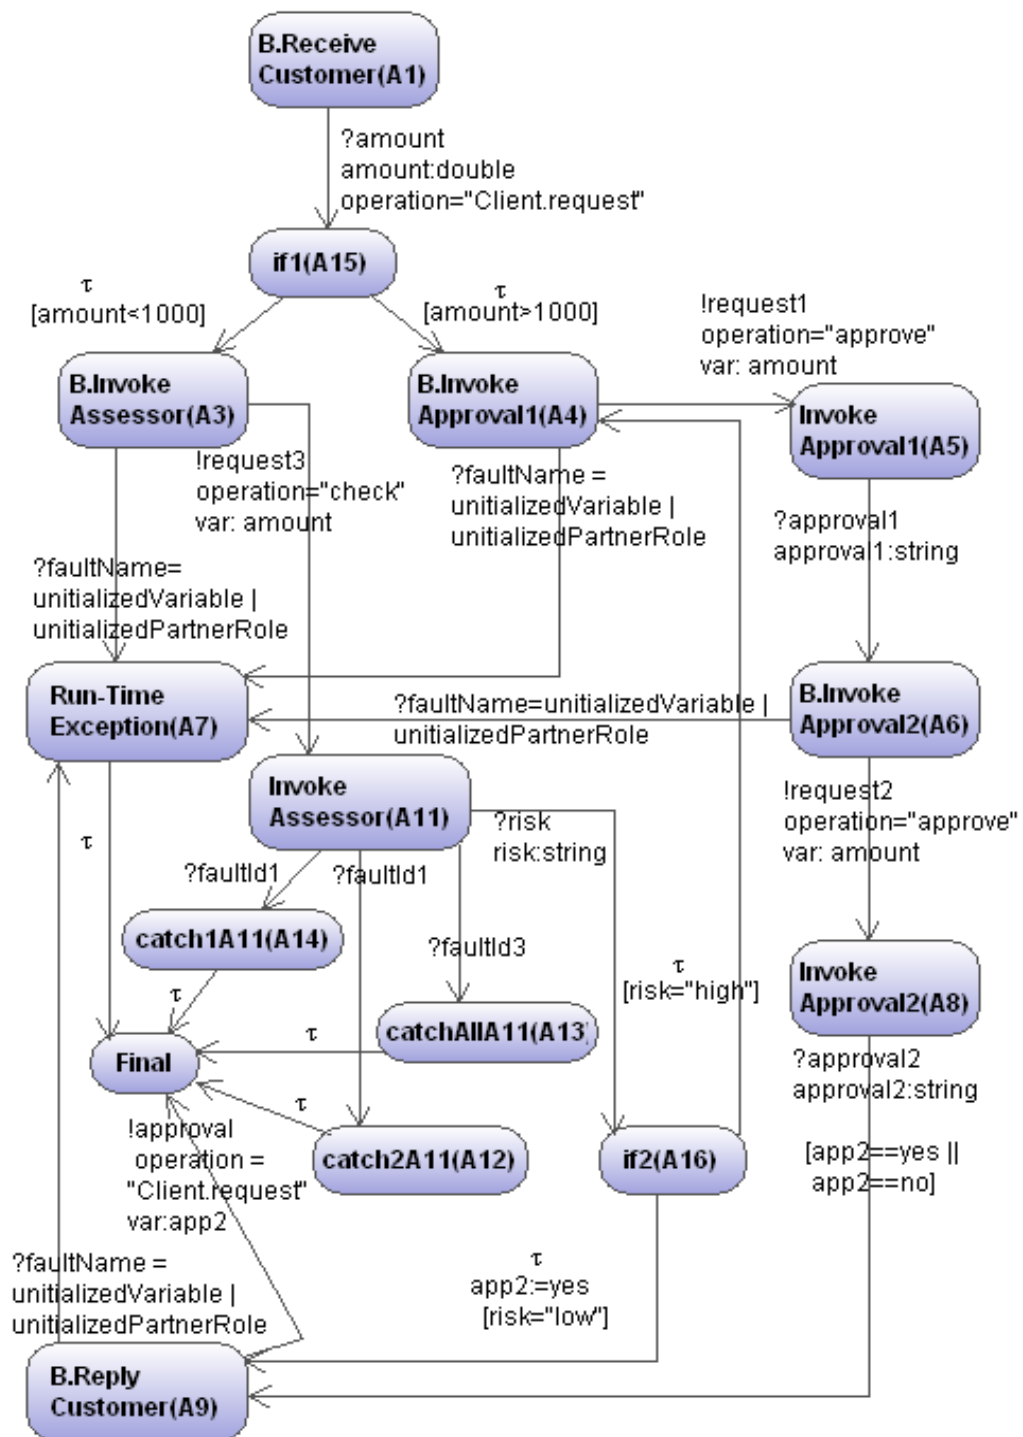 B.Receive
Customer(A1)
?amount
amount:double
operation="Client.request"
if1(A15)
τ
[amount<1000]
τ
[amount>1000]
!request1
operation="approve"
var: amount
B.Invoke
Assessor(A3)
B.Invoke
Approval1(A4)
Invoke
Approval1(A5)
!request3
operation="check"
var: amount
?faultName =
unitializedVariable |
unitializedPartnerRole
?approval1
approval1:string
?faultName=
unitializedVariable |
unitializedPartnerRole
Run-Time
Exception(A7)
?faultName=unitializedVariable |
unitializedPartnerRole
B.Invoke
Approval2(A6)
Invoke
Assessor(A11)
?risk
risk:string
!request2
operation="approve"
var: amount
τ
?faultId1
?faultId1
catch1A11(A14)
?faultId3
τ
[risk="high"]
Invoke
Approval2(A8)
τ
catchAllA11(A13)
τ
Final
?approval2
approval2:string
τ
!approval
operation =
"Client.request"
var:app2
catch2A11(A12)
if2(A16)
[app2==yes ||
app2==no]
?faultName =
unitializedVariable |
unitializedPartnerRole
τ
app2:=yes
[risk="low"]
B.Reply
Customer(A9)